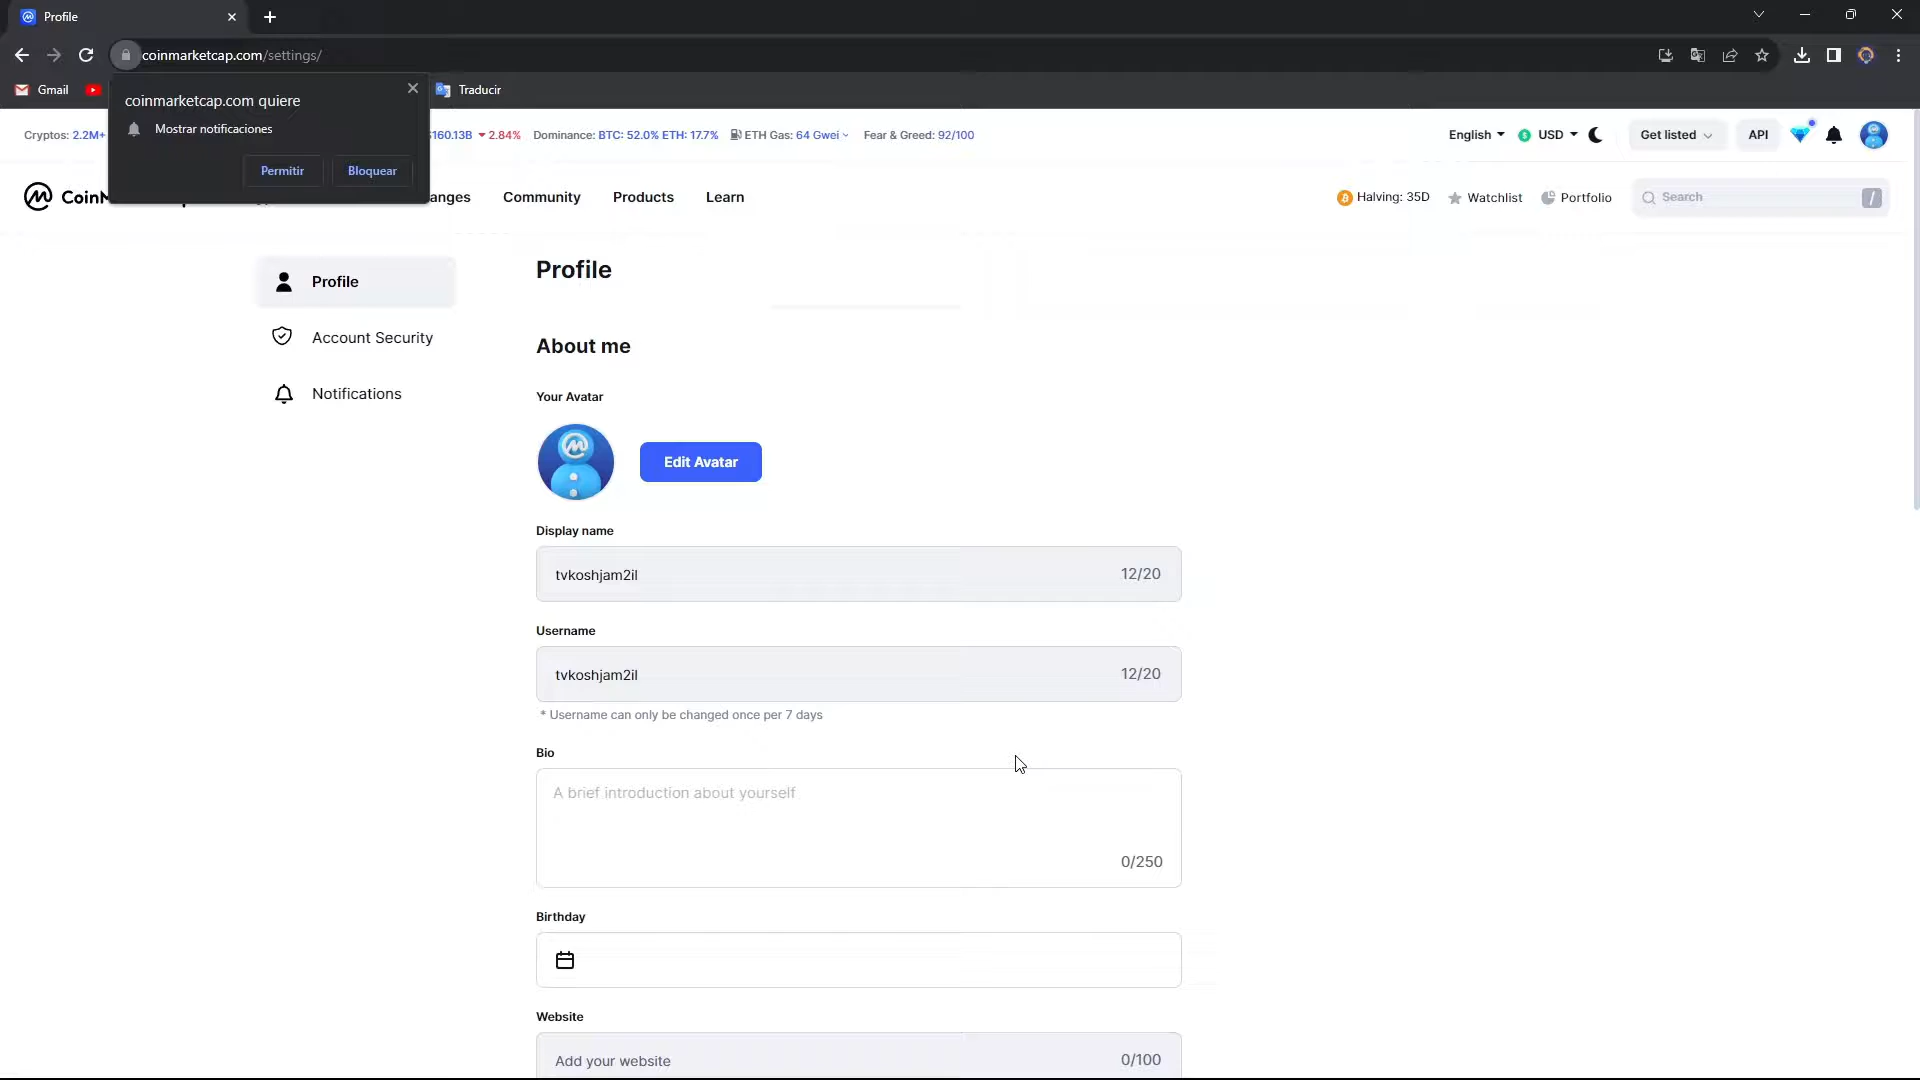 Profile
coinmarketcap.com/settings/
Gmail
Traducir
coinmarketcap.com quiere
Mostrar notificaciones
Permitir
Bloquear
Cryptos: 2.2M+
160.13B 2.84% Dominance: BTC: 52.0% ETH: 17.7% ETH Gas: 64 Gwei Fear & Greed: 92/100
English USD Get listed API
Community Products Learn
Halving: 35D Watchlist Portfolio Search /
Profile
Account Security
Notifications
Profile
About me
Your Avatar
Edit Avatar
Display name
tvkoshjam2il 12/20
Username
tvkoshjam2il 12/20
* Username can only be changed once per 7 days
Bio
A brief introduction about yourself
0/250
Birthday
Website
Add your website 0/100